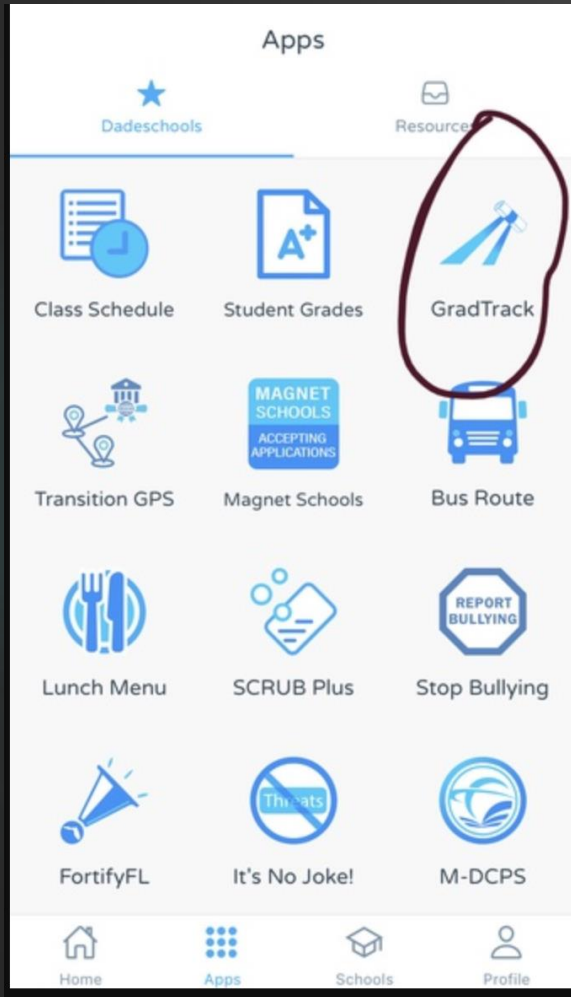 Apps
Dadeschools
Resources
A+
Class Schedule
Student Grades
GradTrack
MAGNET
SCHOOLS
ACCEPTING
APPLICATIONS
Transition GPS
Magnet Schools
Bus Route
REPORT
BULLYING
Lunch Menu
SCRUB Plus
Stop Bullying
Threats
FortifyFL
It's No Joke!
M-DCPS
Home
Apps
Schools
Profile